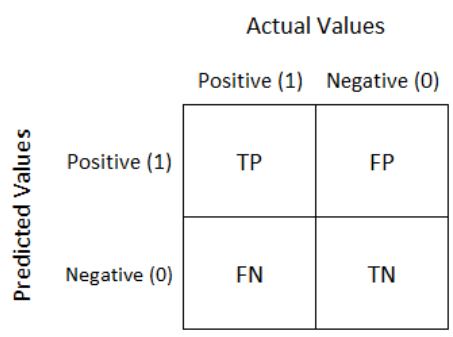 Actual Values
Positive (1) Negative (0)
Predicted Values
Positive (1) TP FP
Negative (0) FN TN